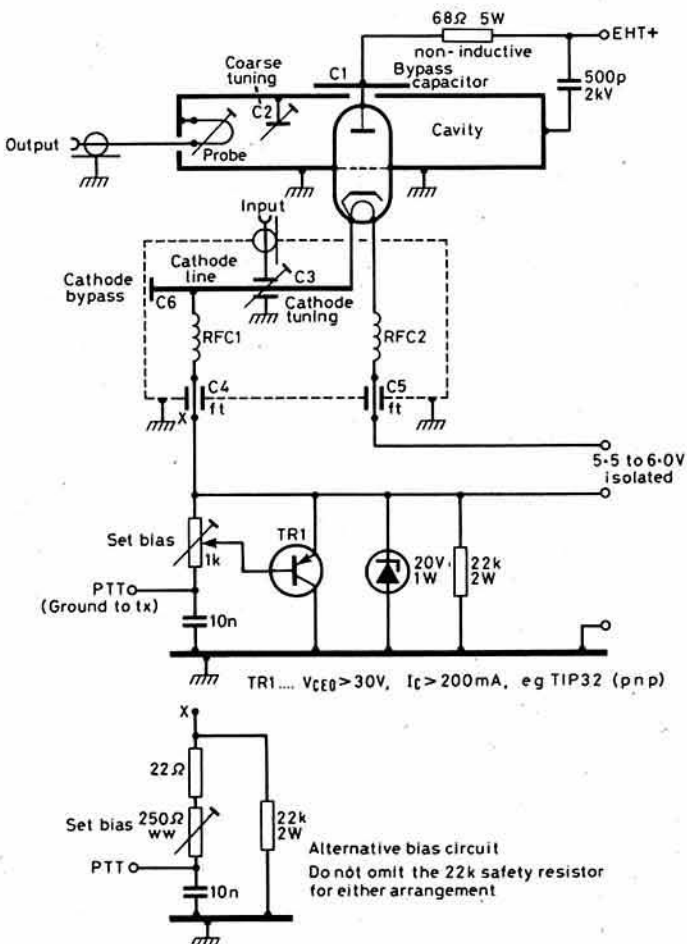 68Ω 5W
EHT+
non-inductive
Coarse
tuning
C1
Bypass
capacitor
500p
2kV
C2
Cavity
Output
Probe
Input
Cathode
line
C3
Cathode
bypass
C6
Cathode
tuning
RFC1
RFC2
C4
ft
C5
ft
X
5·5 to 6·0V
isolated
Set bias
1k
TR1
20V
1W
22k
2W
PTT
(Ground to tx)
10n
TR1.... VCEO>30V, IC>200mA, eg TIP32 (pnp)
X
22Ω
Set bias
250Ω
ww
22k
2W
Alternative bias circuit
PTT
Do not omit the 22k safety resistor
for either arrangement
10n